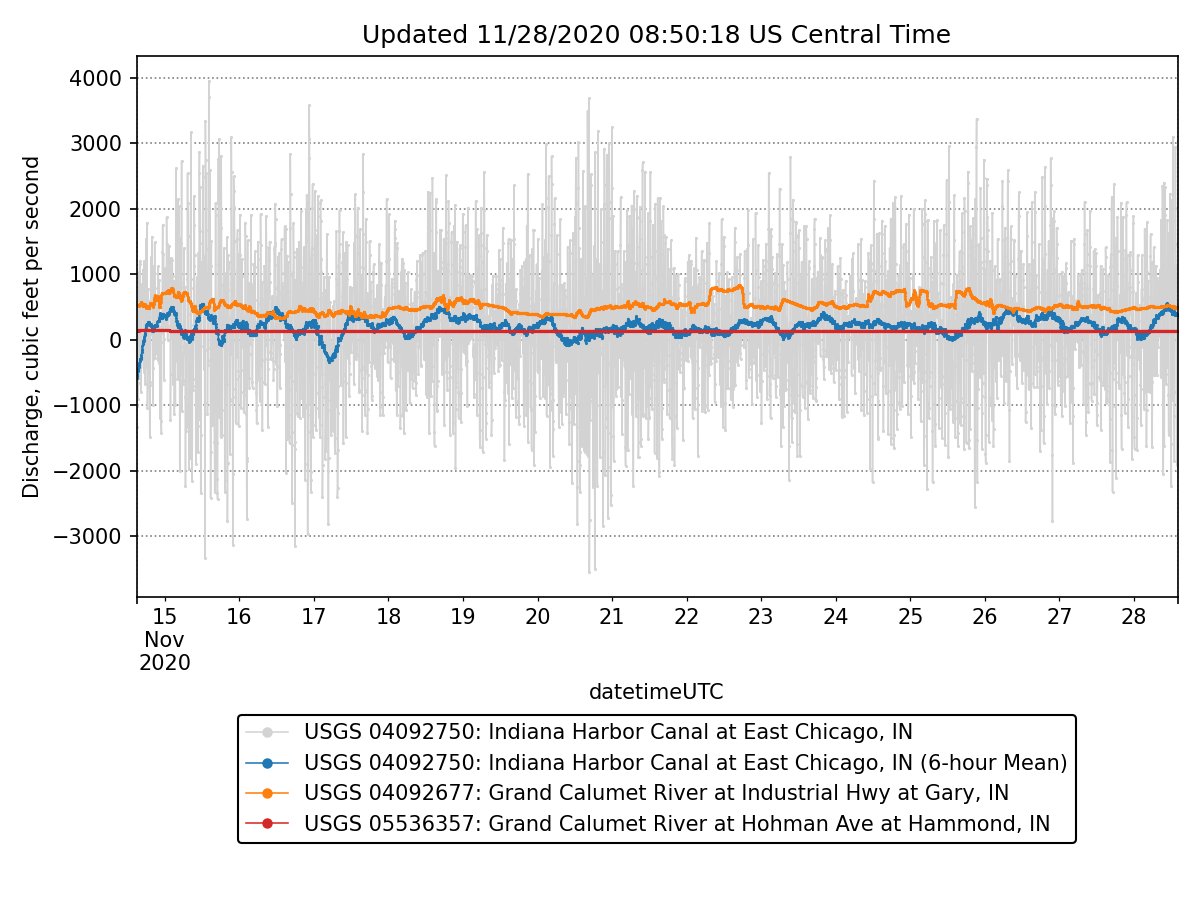 Updated 11/28/2020 08:50:18 US Central Time
Discharge, cubic feet per second
4000
3000
2000
1000
0
−1000
−2000
−3000
15 16 17 18 19 20 21 22 23 24 25 26 27 28
Nov
2020
datetimeUTC
USGS 04092750: Indiana Harbor Canal at East Chicago, IN
USGS 04092750: Indiana Harbor Canal at East Chicago, IN (6-hour Mean)
USGS 04092677: Grand Calumet River at Industrial Hwy at Gary, IN
USGS 05536357: Grand Calumet River at Hohman Ave at Hammond, IN